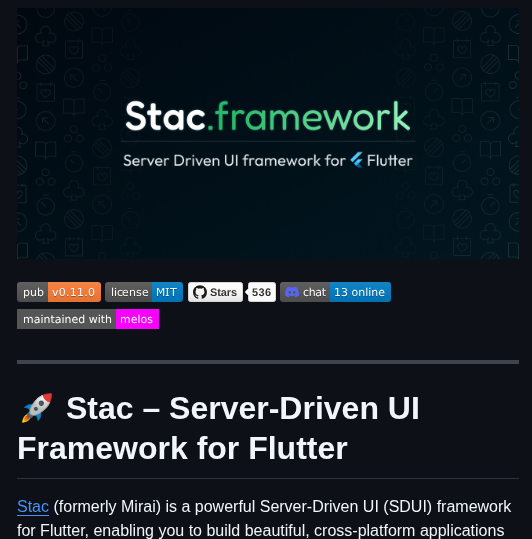 Stac.framework
Server Driven UI framework for Flutter
pub v0.11.0 license MIT Stars 536 chat 13 online
maintained with melos
🚀 Stac – Server-Driven UI
Framework for Flutter
Stac (formerly Mirai) is a powerful Server-Driven UI (SDUI) framework
for Flutter, enabling you to build beautiful, cross-platform applications